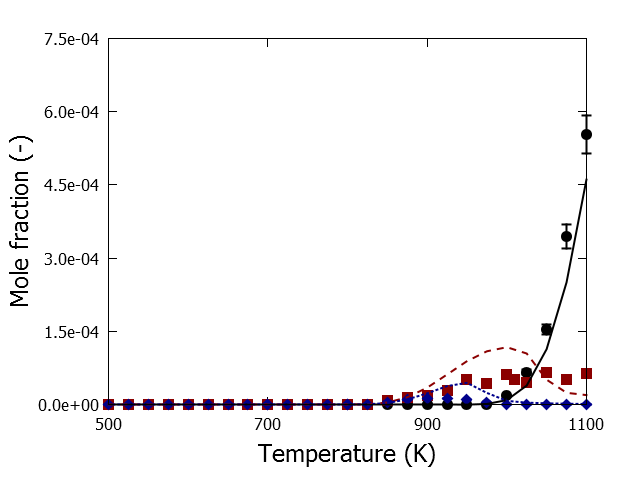 Mole fraction (-)
7.5e-04
6.0e-04
4.5e-04
3.0e-04
1.5e-04
0.0e+00
500
700
900
1100
Temperature (K)